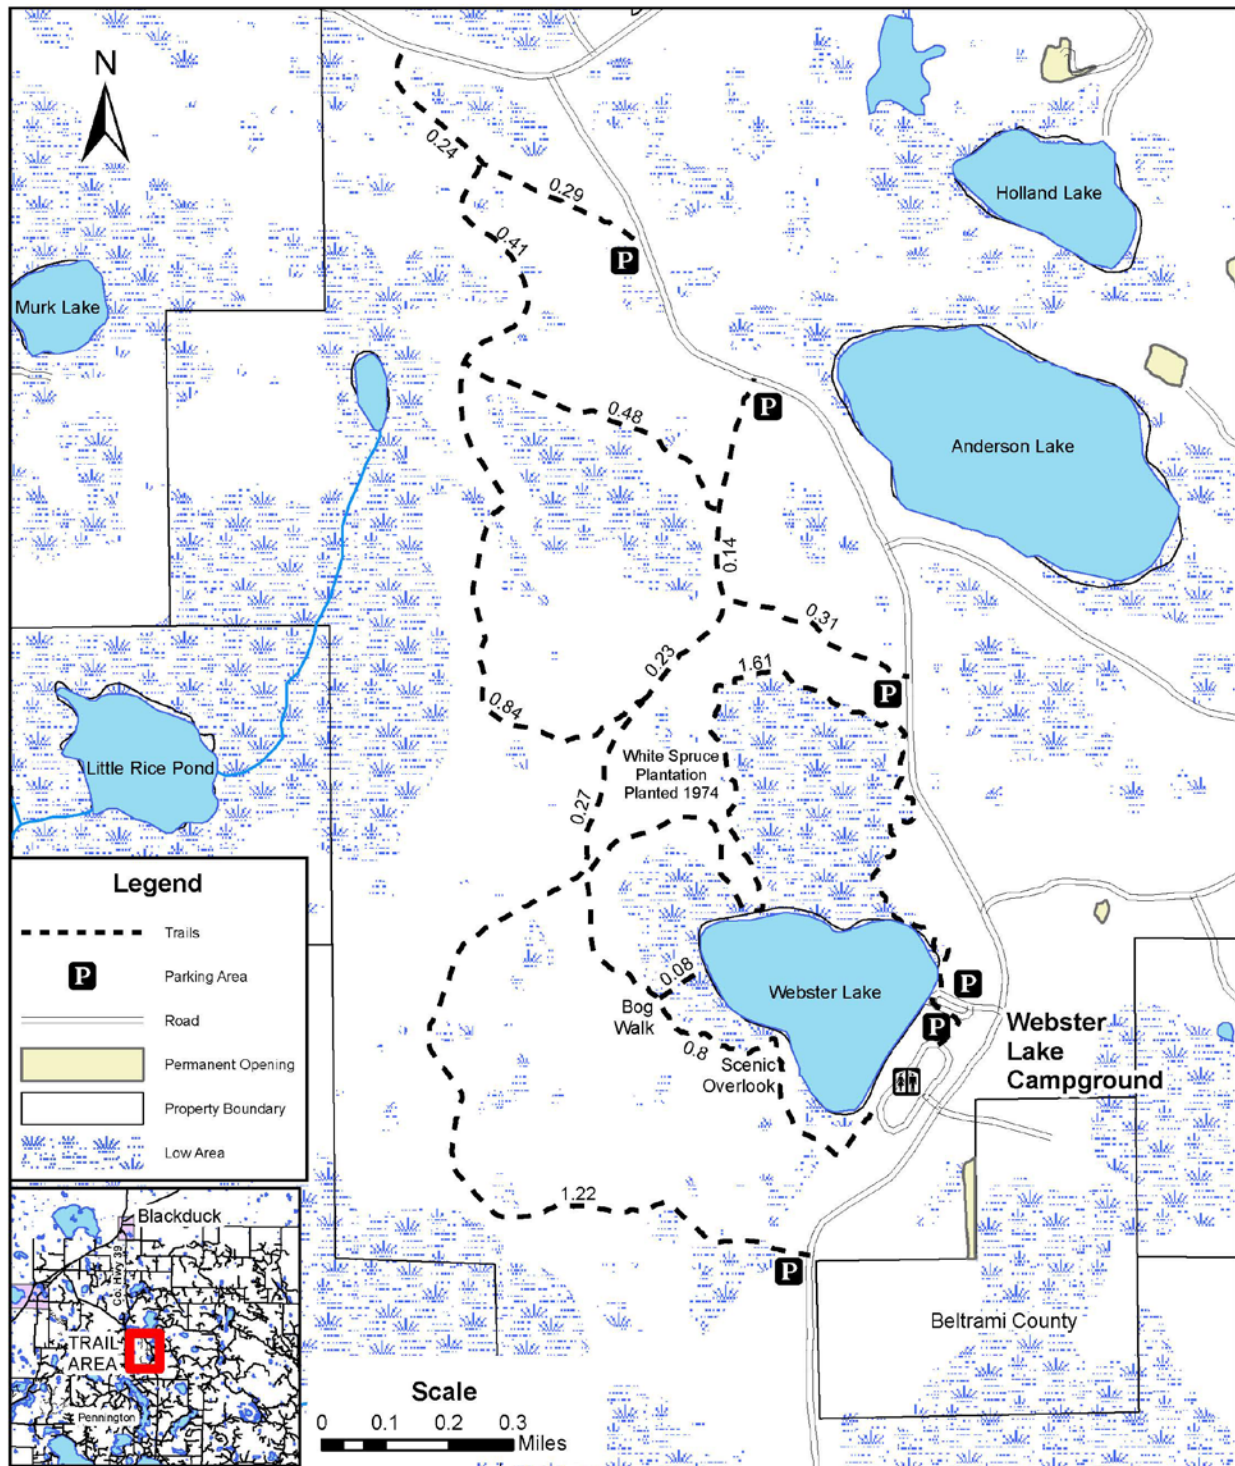 N
0.24
0.29
0.41
P
Holland Lake
Murk Lake
P
0.48
Anderson Lake
0.14
0.31
0.23
1.61
P
0.84
White Spruce
Plantation
Planted 1974
Little Rice Pond
0.27
Legend
Trails
P
Parking Area
Road
Permanent Opening
Property Boundary
Low Area
0.08
Webster Lake
P
Bog
Walk
P
Webster
Lake
Campground
0.8
Scenic
Overlook
1.22
P
Beltrami County
Blackduck
Co. Hwy 39
TRAIL
AREA
Pennington
Scale
0 0.1 0.2 0.3
Miles